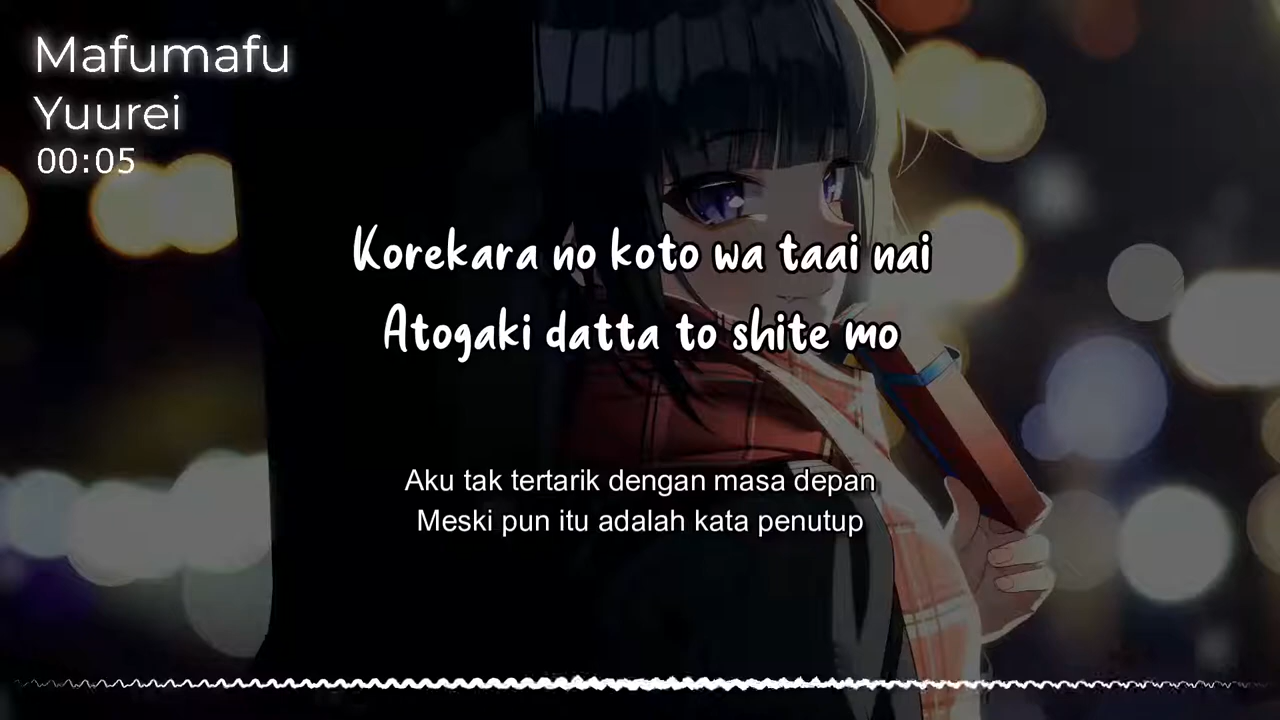 Mafumafu
Yuurei
00:05
Korekara no koto wa taai nai
Atogaki datta to shite mo
Aku tak tertarik dengan masa depan
Meski pun itu adalah kata penutup